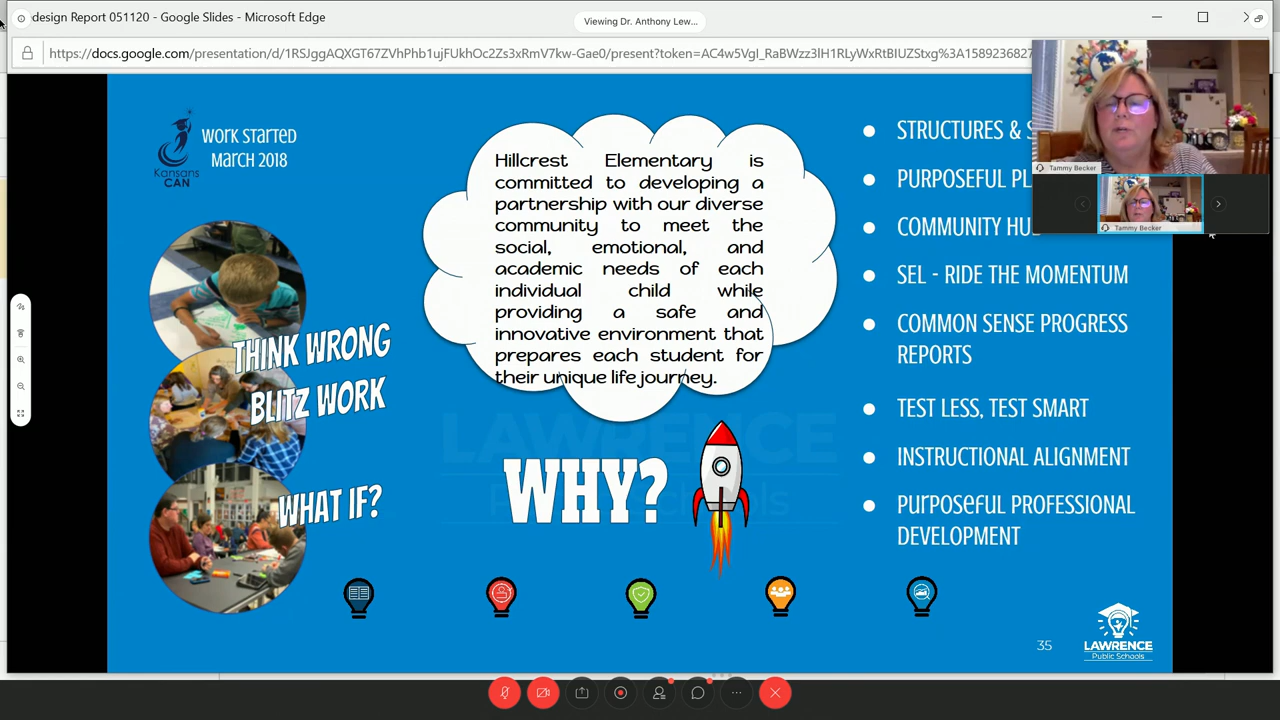 design Report 051120 - Google Slides - Microsoft Edge
Viewing Dr. Anthony Lew...
https://docs.google.com/presentation/d/1RSJggAQXGT67ZVhPhb1ujFUkhOc2Zs3xRmV7kw-Gae0/present?token=AC4w5VgI_RaBWzz3IH1RLyWxRtBIUZStxg%3A1589236827
Kansans
CAN
WORK STARTED
MARCH 2018
THINK WRONG
BLITZ WORK
WHAT IF?
Hillcrest Elementary is
committed to developing a
partnership with our diverse
community to meet the
social, emotional, and
academic needs of each
individual child while
providing a safe and
innovative environment that
prepares each student for
their unique life journey.
LAWRENCE
Public Schools
WHY?
STRUCTURES &
PURPOSEFUL
COMMUNITY
SEL - RIDE THE MOMENTUM
COMMON SENSE PROGRESS
REPORTS
TEST LESS, TEST SMART
INSTRUCTIONAL ALIGNMENT
PURPOSEFUL PROFESSIONAL
DEVELOPMENT
Tammy Becker
Tammy Becker
35
LAWRENCE
Public Schools